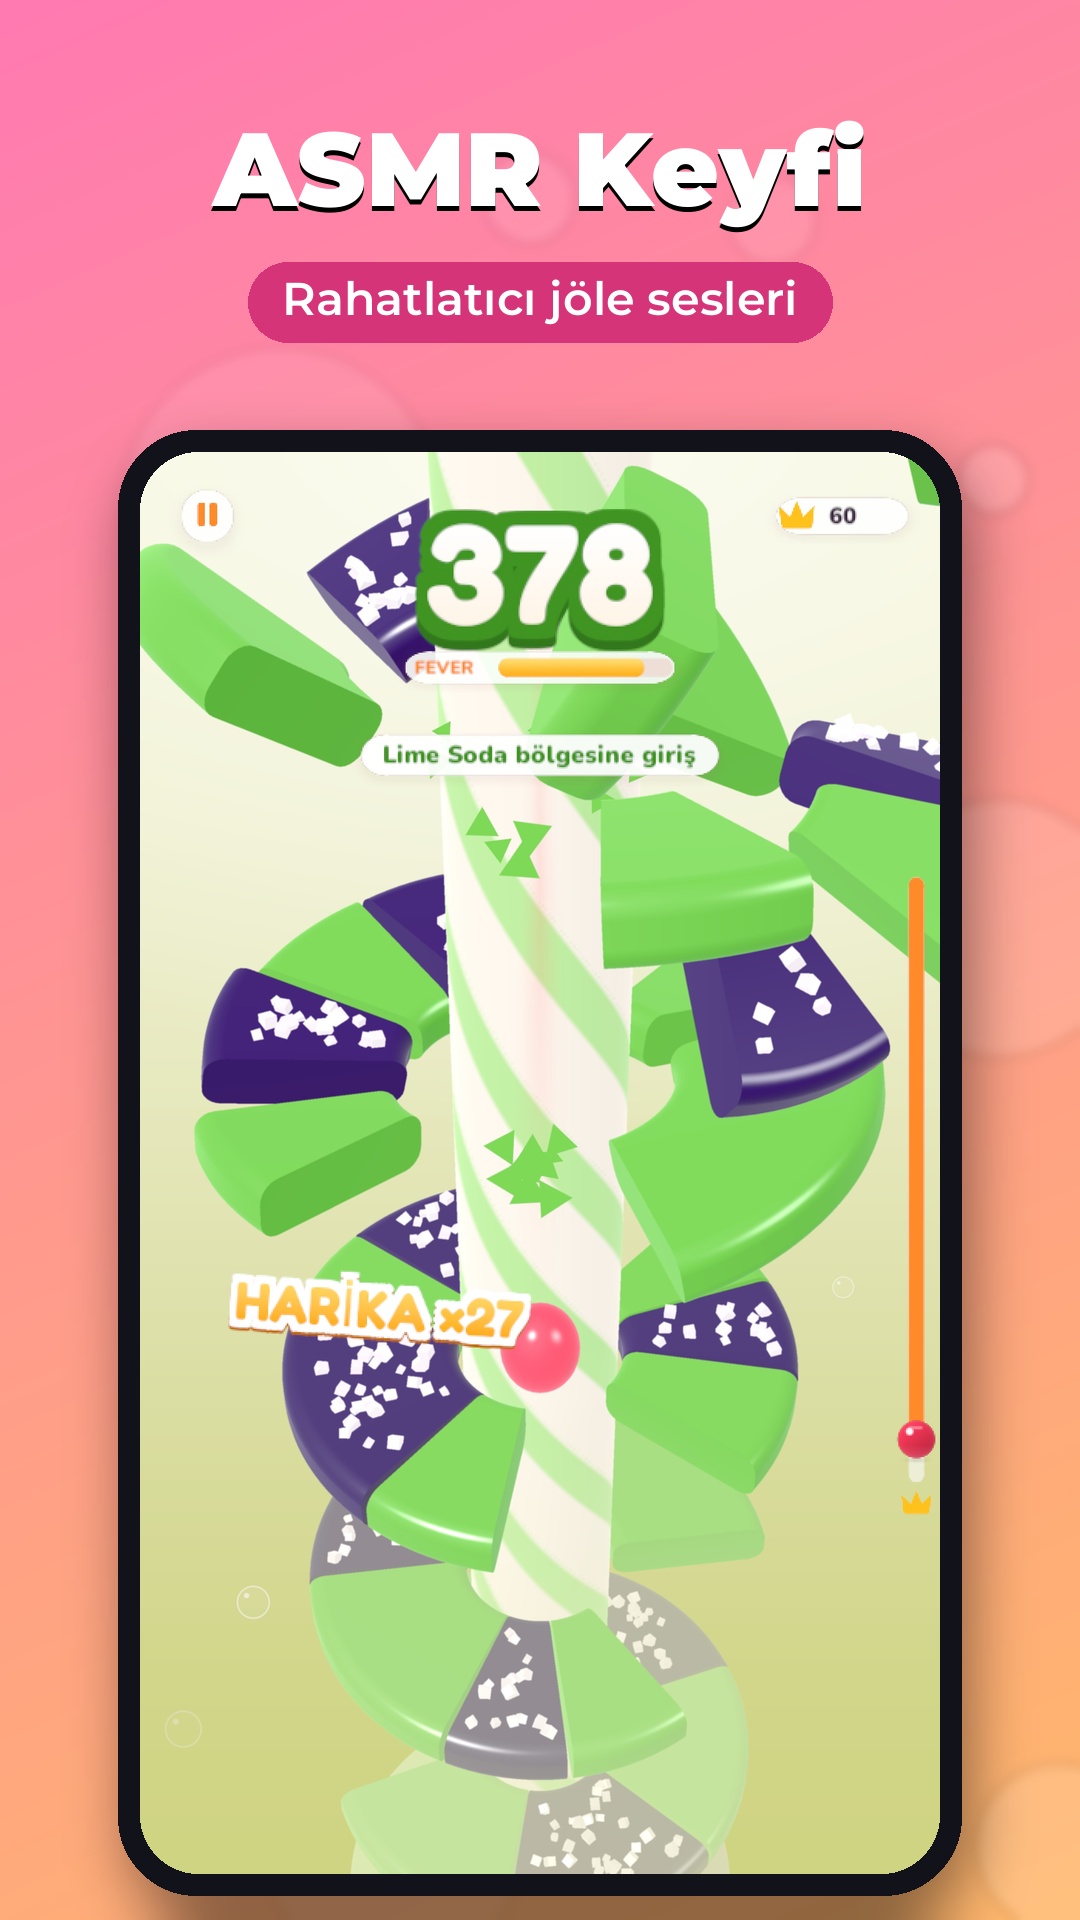 ASMR Keyfi
Rahatlatıcı jöle sesleri
60
378
FEVER
Lime Soda bölgesine giriş
HARİKA x27